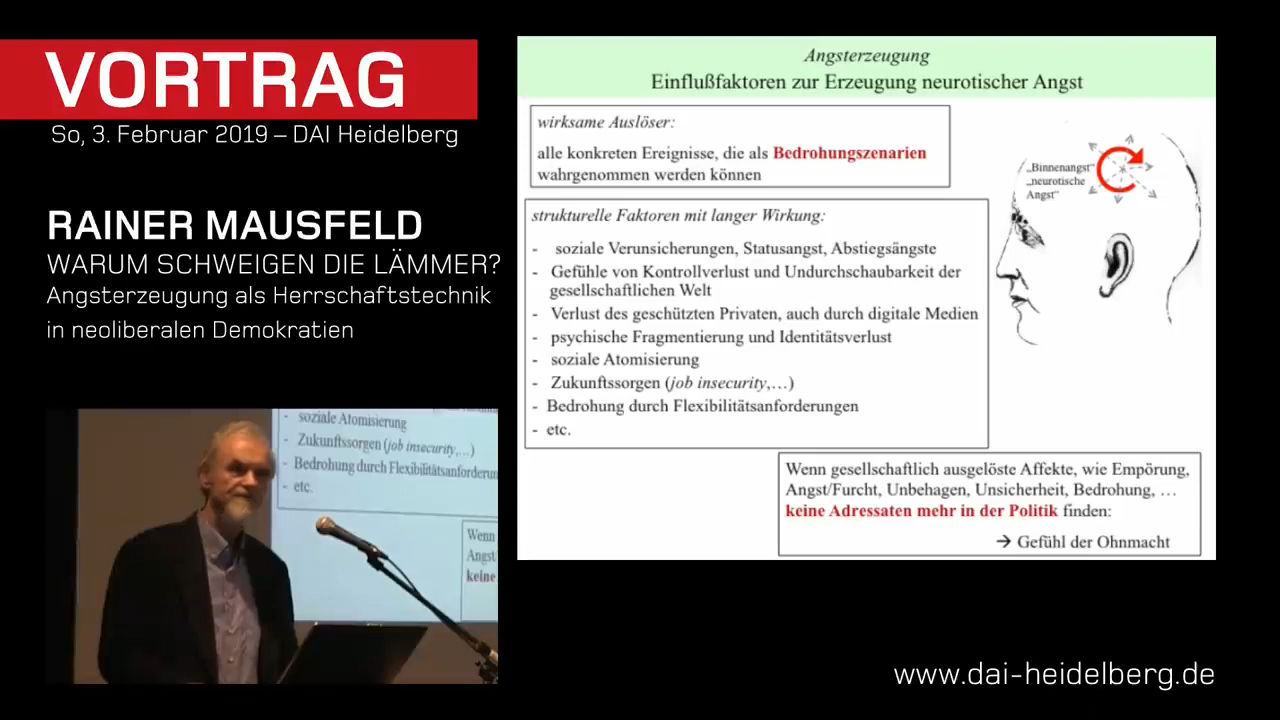 VORTRAG
So, 3. Februar 2019 – DAI Heidelberg
RAINER MAUSFELD
WARUM SCHWEIGEN DIE LÄMMER?
Angsterzeugung als Herrschaftstechnik
in neoliberalen Demokratien
Angsterzeugung
Einflußfaktoren zur Erzeugung neurotischer Angst
wirksame Auslöser:
alle konkreten Ereignisse, die als Bedrohungszenarien
wahrgenommen werden können
„Binnenangst“
„neurotische
Angst“
strukturelle Faktoren mit langer Wirkung:
- soziale Verunsicherungen, Statusangst, Abstiegsängste
- Gefühle von Kontrollverlust und Undurchschaubarkeit der
gesellschaftlichen Welt
- Verlust des geschützten Privaten, auch durch digitale Medien
- psychische Fragmentierung und Identitätsverlust
- soziale Atomisierung
- Zukunftssorgen (job insecurity,…)
- Bedrohung durch Flexibilitätsanforderungen
- etc.
Wenn gesellschaftlich ausgelöste Affekte, wie Empörung,
Angst/Furcht, Unbehagen, Unsicherheit, Bedrohung, …
keine Adressaten mehr in der Politik finden:
→ Gefühl der Ohnmacht
- soziale Atomisierung
- Zukunftssorgen (job insecurity,…)
- Bedrohung durch Flexibilitätsanforderun
- etc.
Wenn
Angst
keine
www.dai-heidelberg.de